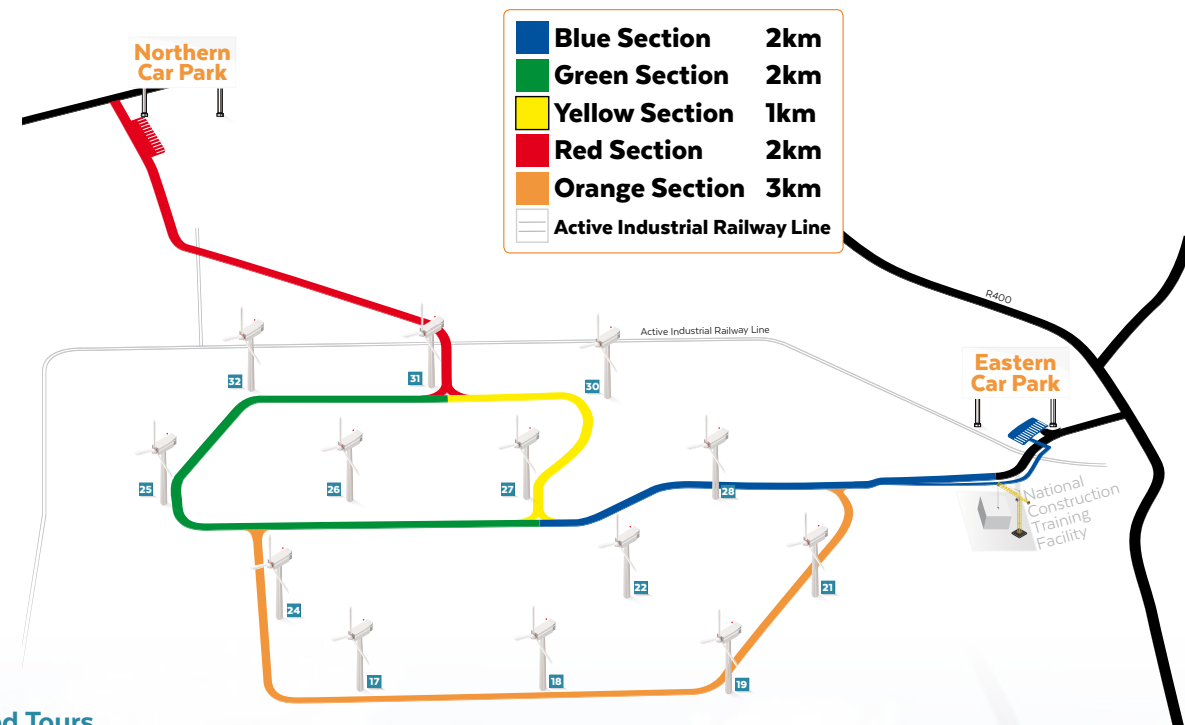 Northern
Car Park
Blue Section 2km
Green Section 2km
Yellow Section 1km
Red Section 2km
Orange Section 3km
Active Industrial Railway Line
R400
Active Industrial Railway Line
Eastern
Car Park
32
31
30
25
26
27
28
National
Construction
Training
Facility
24
22
21
17
18
19
d Tours